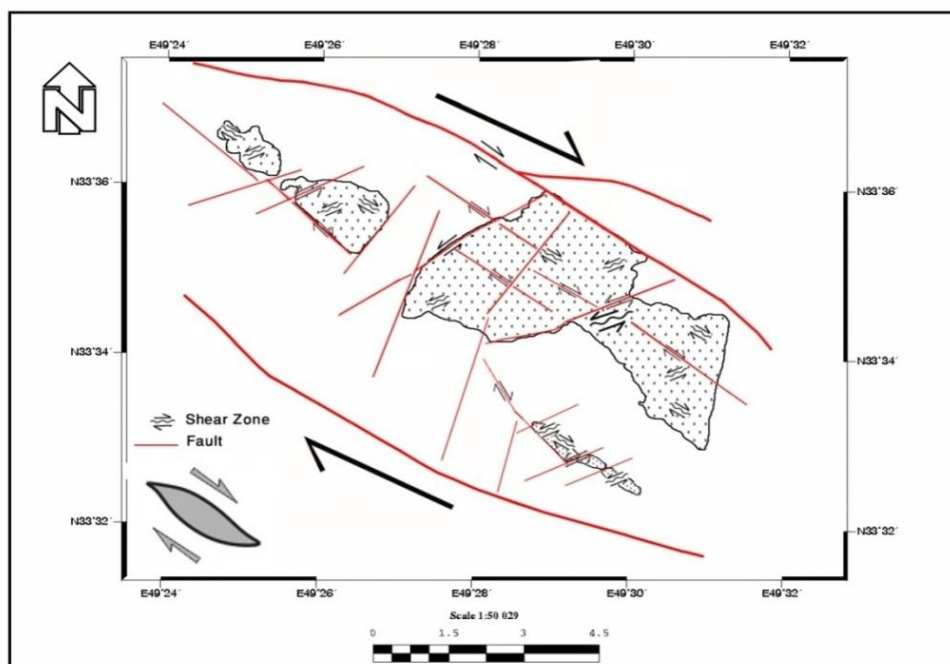 E49°24′ E49°26′ E49°28′ E49°30′ E49°32′
N
N33°36′ N33°36′
N33°34′ N33°34′
Shear Zone
Fault
N33°32′ N33°32′
E49°24′ E49°26′ E49°28′ E49°30′ E49°32′
Scale 1:50 029
0 1.5 3 4.5